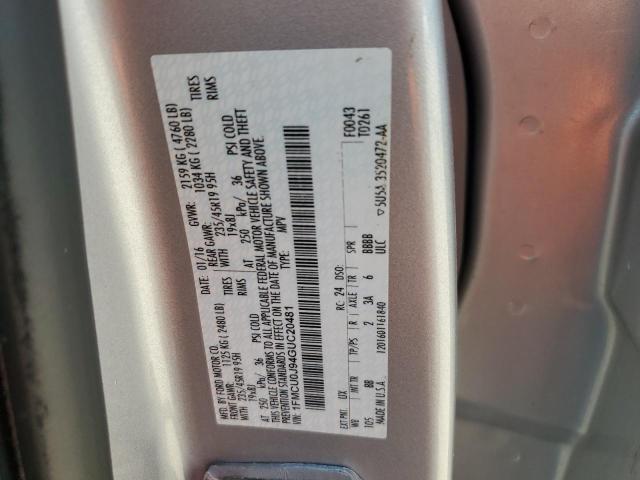 MFD. BY FORD MOTOR CO.
DATE: 01/16 GVWR: 2159 KG ( 4760 LB)
FRONT GAWR: 1125 KG ( 2480 LB) REAR GAWR: 1034 KG ( 2280 LB)
235/45R19 95H TIRES WITH 235/45R19 95H TIRES
19x8J RIMS 19x8J RIMS
AT 250 kPa/ 36 PSI COLD AT 250 kPa/ 36 PSI COLD
THIS VEHICLE CONFORMS TO ALL APPLICABLE FEDERAL MOTOR VEHICLE SAFETY AND THEFT
PREVENTION STANDARDS IN EFFECT ON THE DATE OF MANUFACTURE SHOWN ABOVE.
VIN: 1FMCU0J94GUC20481 TYPE: MPV
F0043
T0261
EXT PNT: UX RC: 24 DSO:
WB INT TR TP/PS R AXLE TR SPR
105 BB 2 3A 6 BBBB
MADE IN U.S.A. 1201601161840 ULC ▽5U5A 3520472-AA